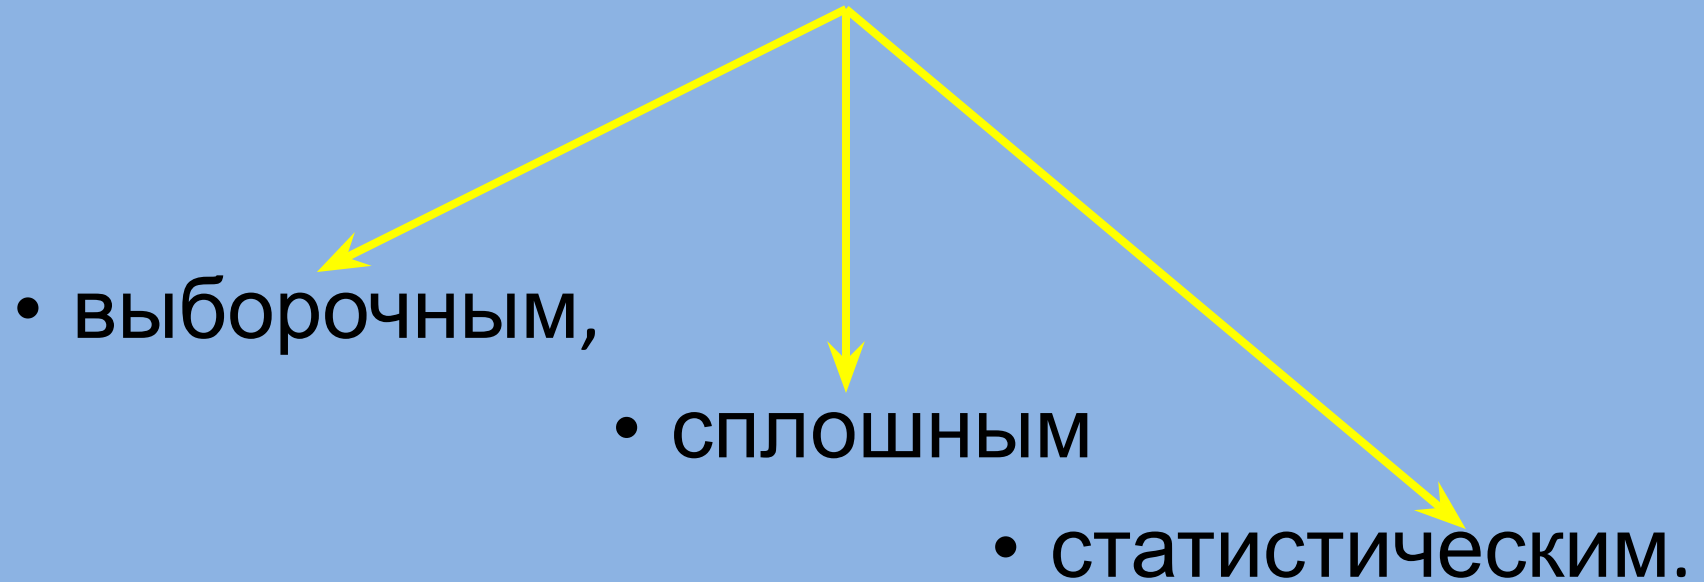 • выборочным,
• сплошным
• статистическим.